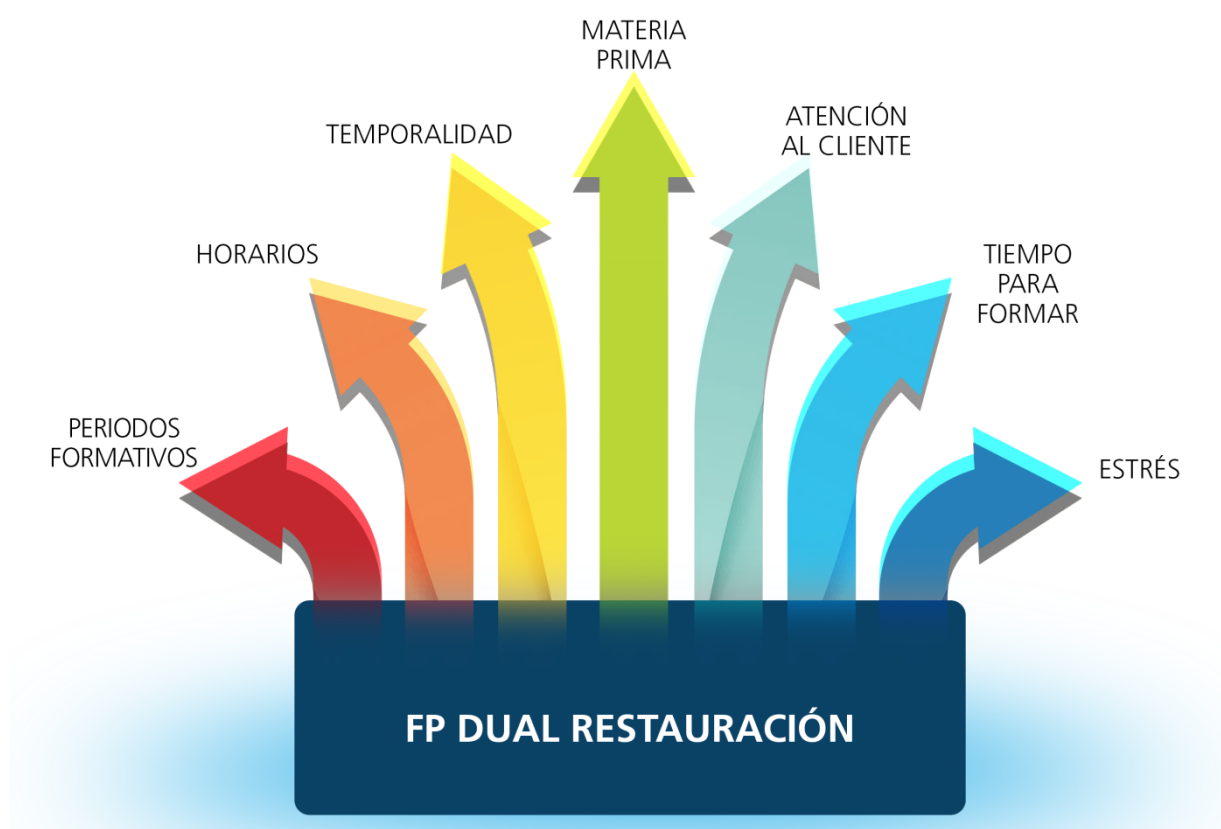 MATERIA
PRIMA
TEMPORALIDAD
ATENCIÓN
AL CLIENTE
HORARIOS
TIEMPO
PARA
FORMAR
PERIODOS
FORMATIVOS
ESTRÉS
FP DUAL RESTAURACIÓN